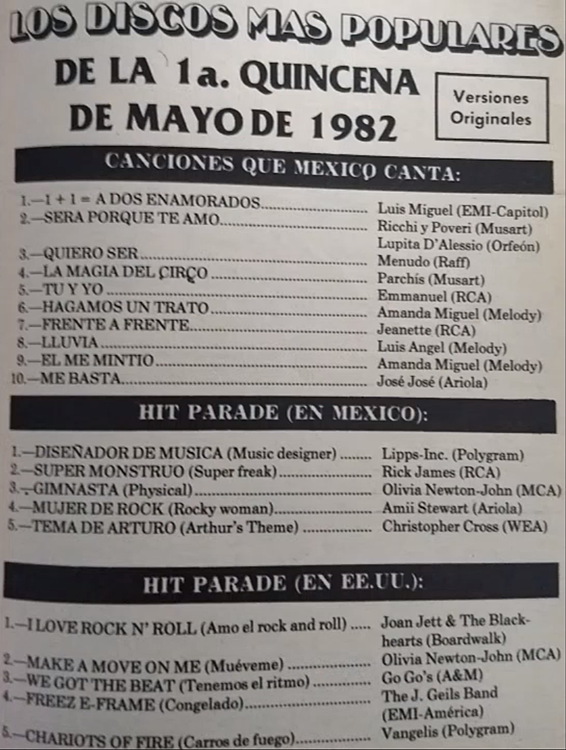 LOS DISCOS MAS POPULARES
DE LA 1a. QUINCENA
DE MAYO DE 1982
Versiones
Originales
CANCIONES QUE MEXICO CANTA:
1.—1 + 1 = A DOS ENAMORADOS.......................... Luis Miguel (EMI-Capitol)
2.—SERA PORQUE TE AMO.................................... Ricchi y Poveri (Musart)
Lupita D'Alessio (Orfeón)
3.—QUIERO SER...................................................... Menudo (Raff)
4.—LA MAGIA DEL CIRCO...................................... Parchís (Musart)
5.—TU Y YO............................................................. Emmanuel (RCA)
6.—HAGAMOS UN TRATO....................................... Amanda Miguel (Melody)
7.—FRENTE A FRENTE........................................... Jeanette (RCA)
8.—LLUVIA............................................................. Luis Angel (Melody)
9.—EL ME MINTIO.................................................. Amanda Miguel (Melody)
10.—ME BASTA........................................................ José José (Ariola)
HIT PARADE (EN MEXICO):
1.—DISEÑADOR DE MUSICA (Music designer) ........ Lipps-Inc. (Polygram)
2.—SUPER MONSTRUO (Super freak)....................... Rick James (RCA)
3.—GIMNASTA (Physical)......................................... Olivia Newton-John (MCA)
4.—MUJER DE ROCK (Rocky woman)....................... Amii Stewart (Ariola)
5.—TEMA DE ARTURO (Arthur's Theme) ................. Christopher Cross (WEA)
HIT PARADE (EN EE.UU.):
1.—I LOVE ROCK N' ROLL (Amo el rock and roll) ..... Joan Jett & The Black-
hearts (Boardwalk)
2.—MAKE A MOVE ON ME (Muéveme) .................... Olivia Newton-John (MCA)
3.—WE GOT THE BEAT (Tenemos el ritmo) .............. Go Go's (A&M)
4.—FREEZ E-FRAME (Congelado)............................ The J. Geils Band
(EMI-América)
5.—CHARIOTS OF FIRE (Carros de fuego)................. Vangelis (Polygram)